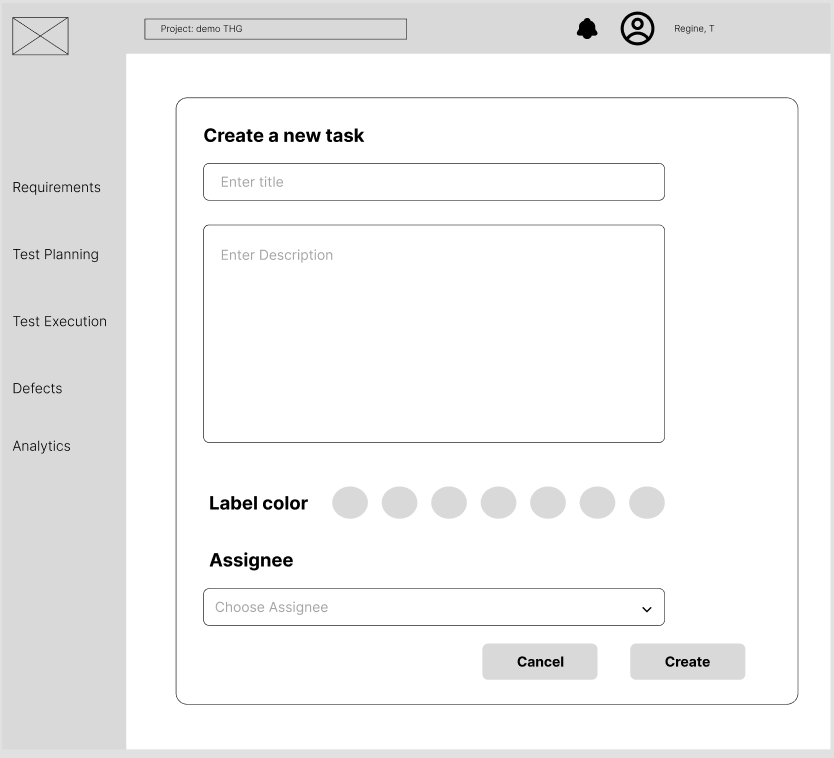 Project: demo THG
Regine, T
Requirements
Test Planning
Test Execution
Defects
Analytics
Create a new task
Enter title
Enter Description
Label color
Assignee
Choose Assignee
Cancel
Create